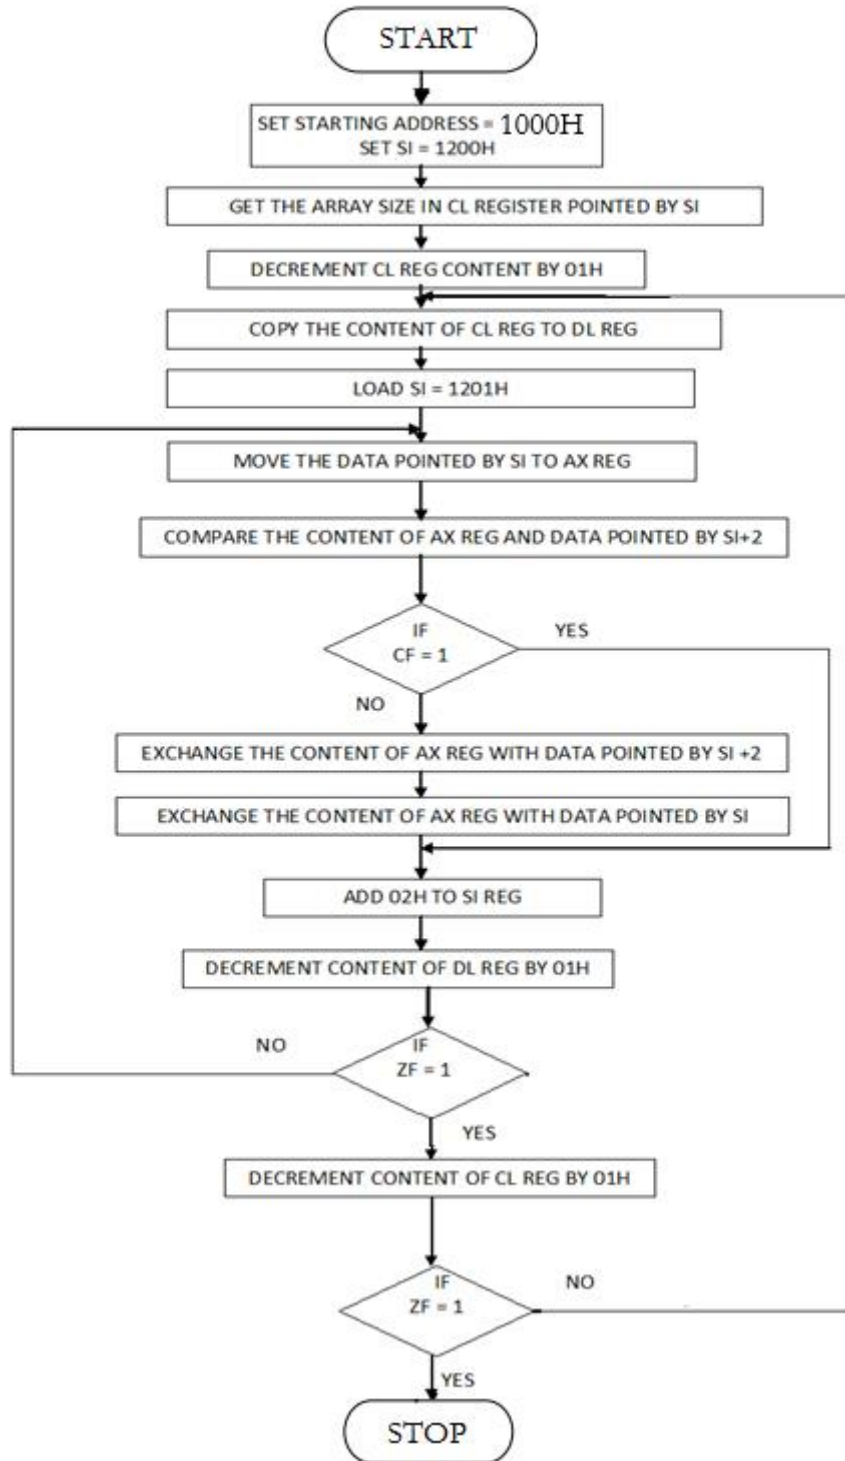 START
SET STARTING ADDRESS = 1000H
SET SI = 1200H
GET THE ARRAY SIZE IN CL REGISTER POINTED BY SI
DECREMENT CL REG CONTENT BY 01H
COPY THE CONTENT OF CL REG TO DL REG
LOAD SI = 1201H
MOVE THE DATA POINTED BY SI TO AX REG
COMPARE THE CONTENT OF AX REG AND DATA POINTED BY SI+2
IF
CF = 1
YES
NO
EXCHANGE THE CONTENT OF AX REG WITH DATA POINTED BY SI +2
EXCHANGE THE CONTENT OF AX REG WITH DATA POINTED BY SI
ADD 02H TO SI REG
DECREMENT CONTENT OF DL REG BY 01H
NO
IF
ZF = 1
YES
DECREMENT CONTENT OF CL REG BY 01H
IF
ZF = 1
NO
YES
STOP